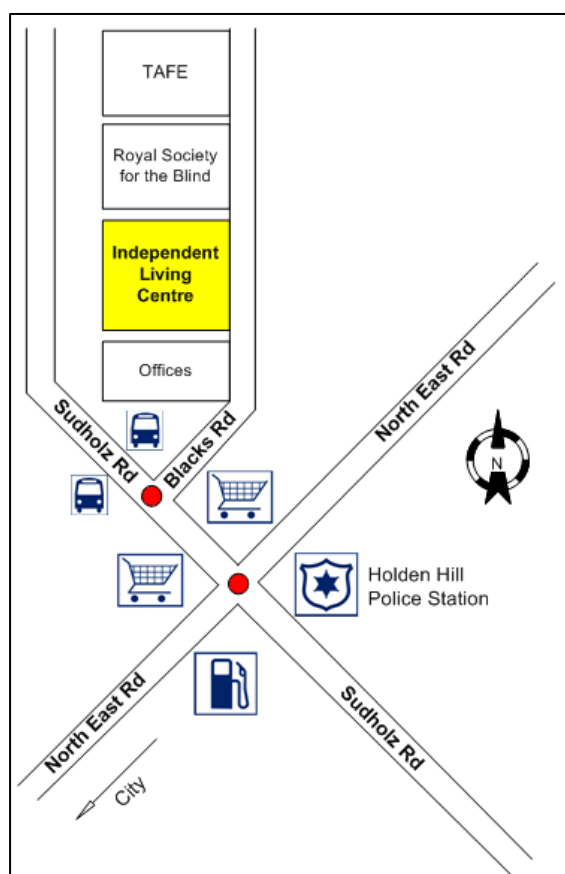 TAFE
Royal Society
for the Blind
Independent
Living
Centre
Offices
Sudholz Rd
Blacks Rd
North East Rd
N
Holden Hill
Police Station
North East Rd
Sudholz Rd
City